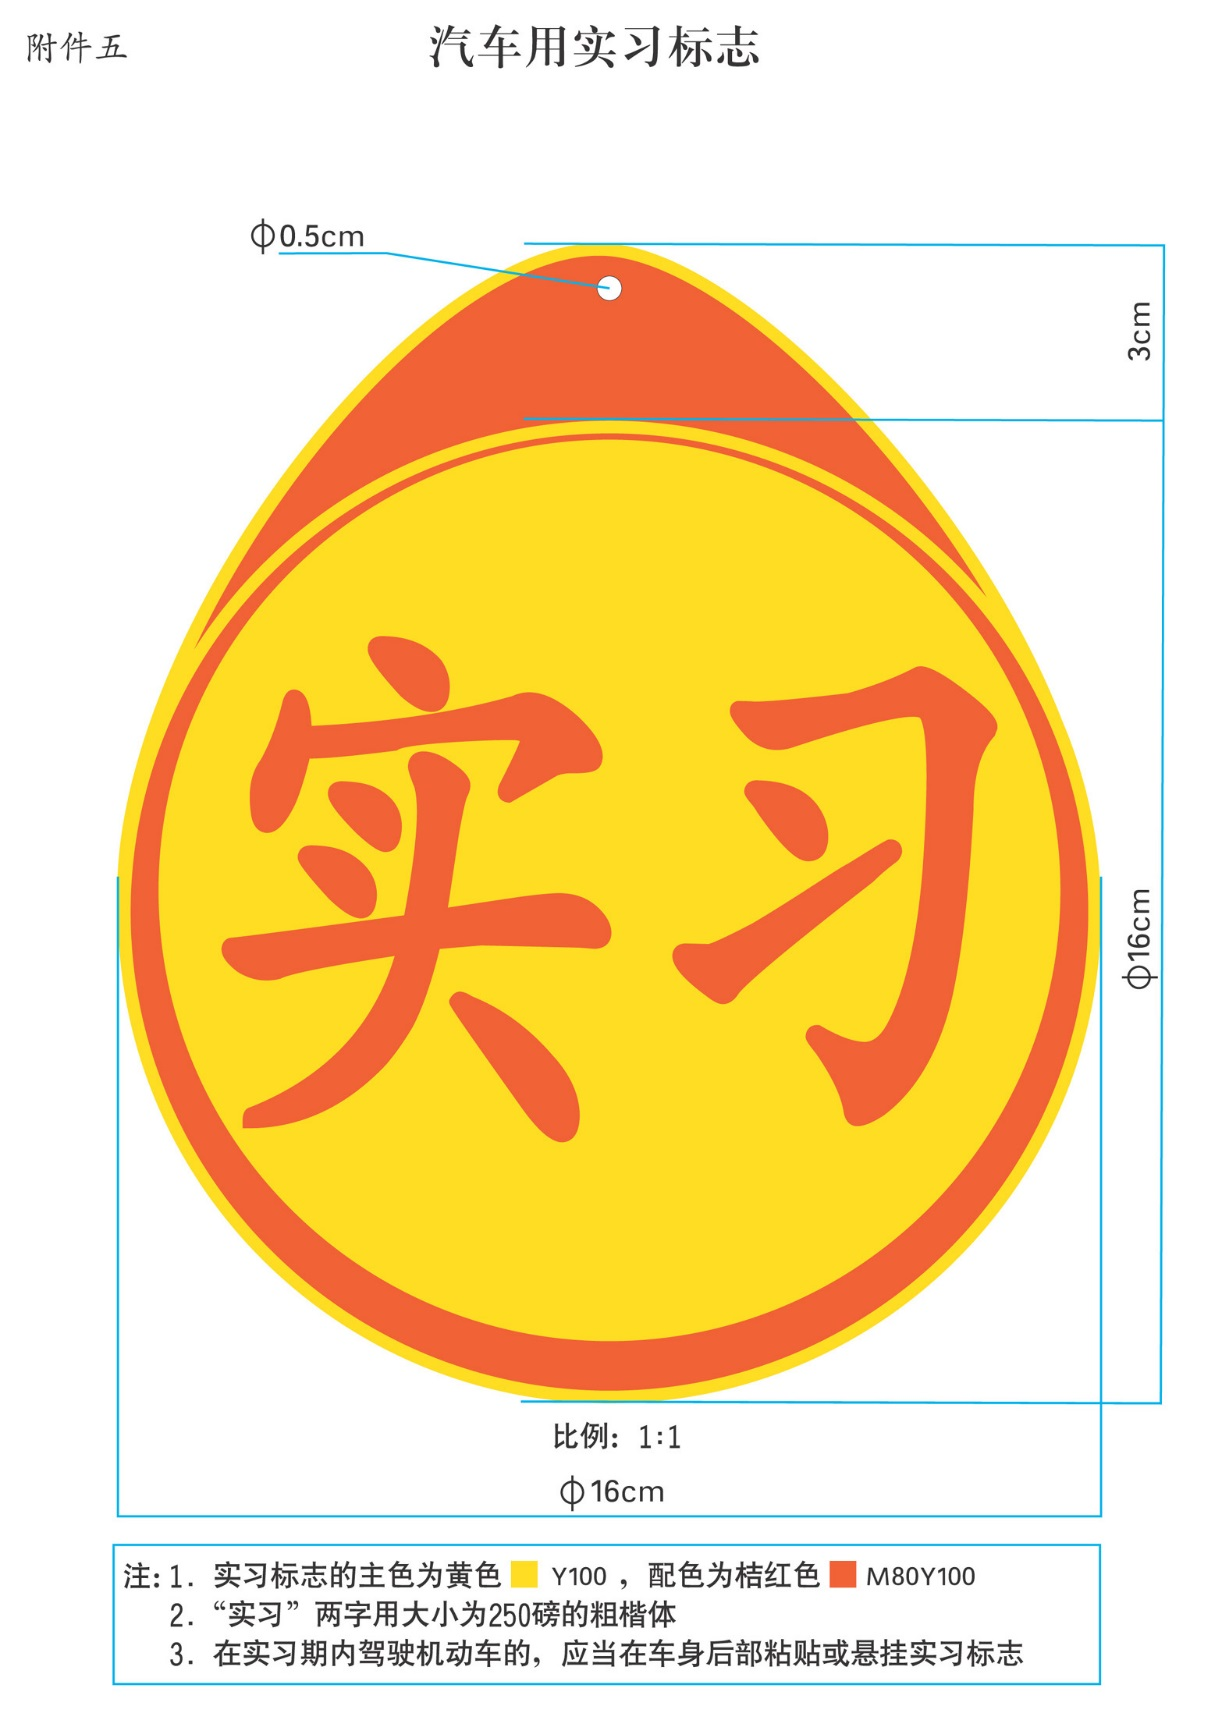 附件五
汽车用实习标志
ф0.5cm
3cm
实习
ф16cm
比例：1:1
ф16cm
注:1. 实习标志的主色为黄色 Y100，配色为桔红色 M80Y100
2. “实习”两字用大小为250磅的粗楷体
3. 在实习期内驾驶机动车的，应当在车身后部粘贴或悬挂实习标志